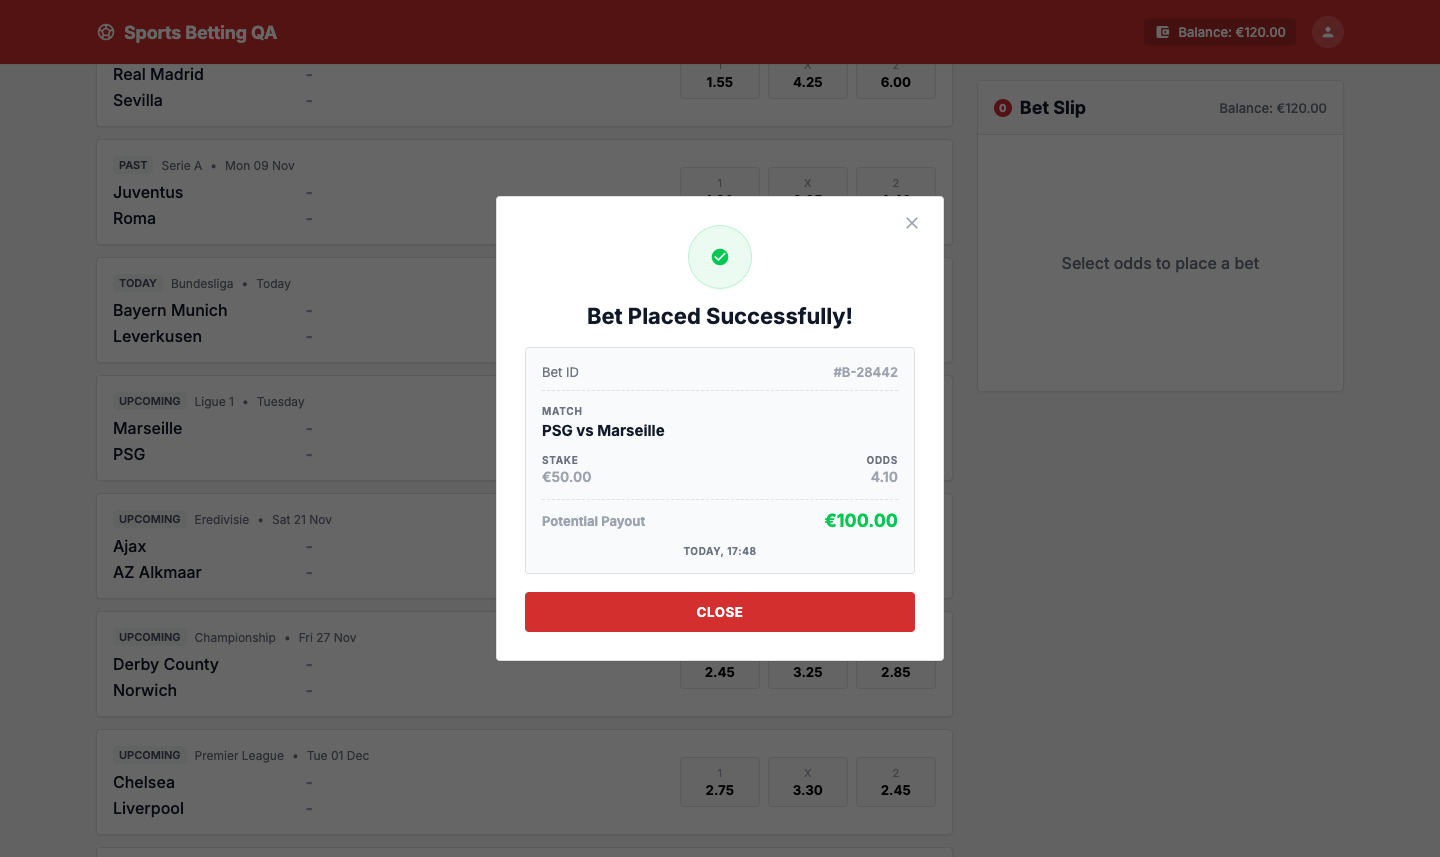 Sports Betting QA
Balance: €120.00
Real Madrid -
Sevilla -
1 X 2
1.55 4.25 6.00
0 Bet Slip Balance: €120.00
Select odds to place a bet
PAST Serie A • Mon 09 Nov
Juventus -
Roma -
1 X 2
TODAY Bundesliga • Today
Bayern Munich -
Leverkusen -
UPCOMING Ligue 1 • Tuesday
Marseille -
PSG -
UPCOMING Eredivisie • Sat 21 Nov
Ajax -
AZ Alkmaar -
UPCOMING Championship • Fri 27 Nov
Derby County -
Norwich -
2.45 3.25 2.85
UPCOMING Premier League • Tue 01 Dec
Chelsea -
Liverpool -
1 X 2
2.75 3.30 2.45
Bet Placed Successfully!
Bet ID #B-28442
MATCH
PSG vs Marseille
STAKE ODDS
€50.00 4.10
Potential Payout €100.00
TODAY, 17:48
CLOSE